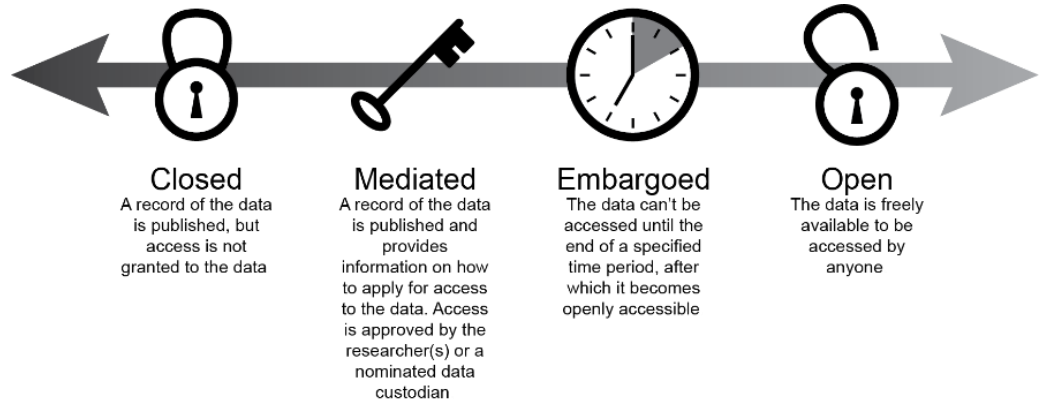 Closed
A record of the data
is published, but
access is not
granted to the data
Mediated
A record of the data
is published and
provides
information on how
to apply for access
to the data. Access
is approved by the
researcher(s) or a
nominated data
custodian
Embargoed
The data can't be
accessed until the
end of a specified
time period, after
which it becomes
openly accessible
Open
The data is freely
available to be
accessed by
anyone